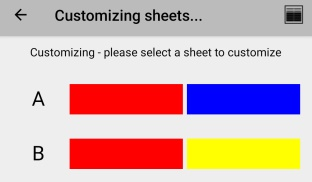 Customizing sheets...
Customizing - please select a sheet to customize
A
B